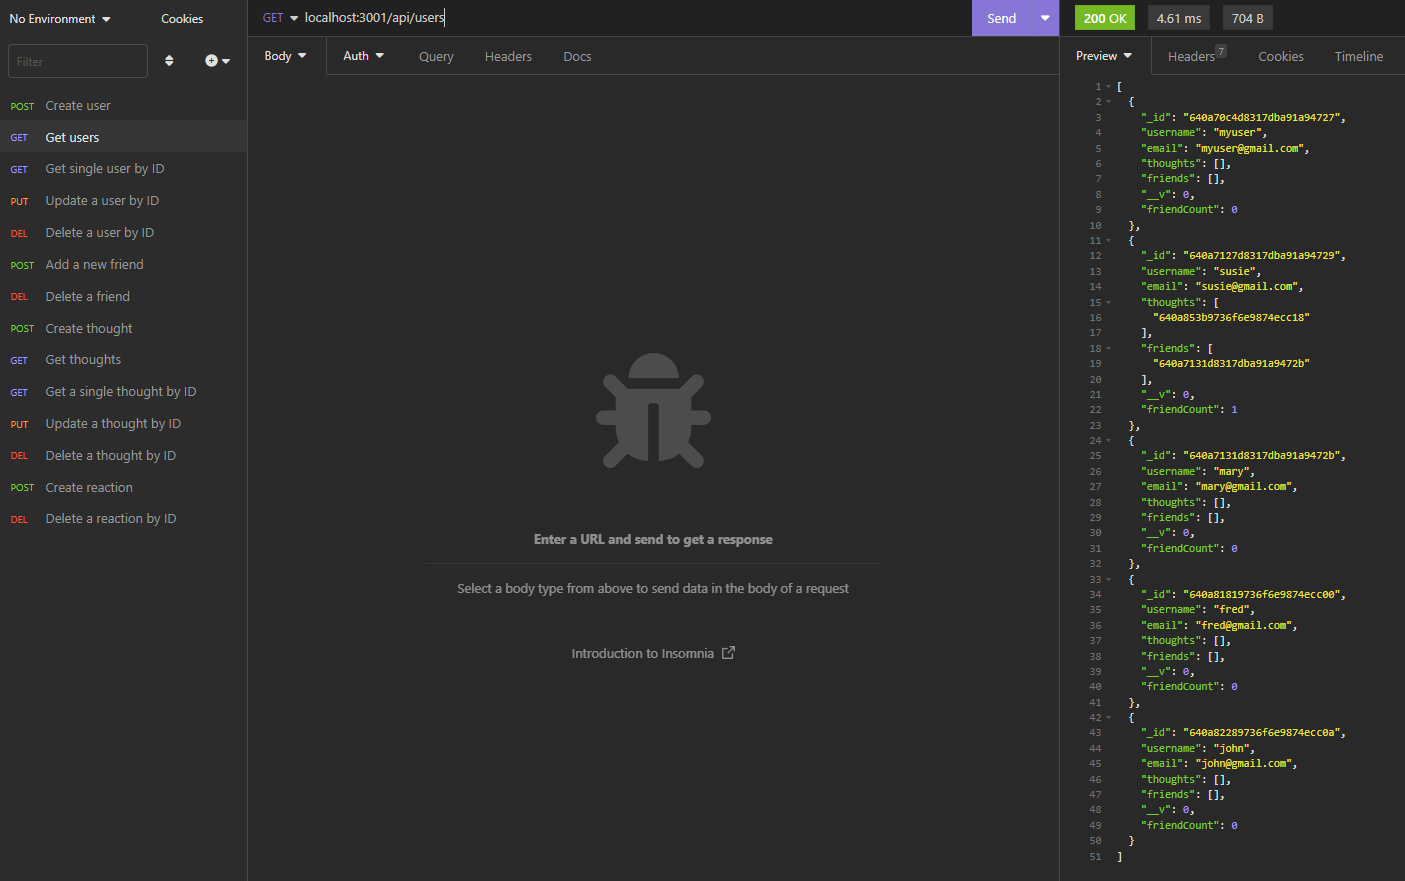 No Environment
Cookies
Filter
POST Create user
GET Get users
GET Get single user by ID
PUT Update a user by ID
DEL Delete a user by ID
POST Add a new friend
DEL Delete a friend
POST Create thought
GET Get thoughts
GET Get a single thought by ID
PUT Update a thought by ID
DEL Delete a thought by ID
POST Create reaction
DEL Delete a reaction by ID
GET localhost:3001/api/users
Send
Body Auth Query Headers Docs
Enter a URL and send to get a response
Select a body type from above to send data in the body of a request
Introduction to Insomnia
200 OK 4.61 ms 704 B
Preview Headers 7 Cookies Timeline
1 [
2 {
3 "_id": "640a70c4d8317dba91a94727",
4 "username": "myuser",
5 "email": "myuser@gmail.com",
6 "thoughts": [],
7 "friends": [],
8 "__v": 0,
9 "friendCount": 0
10 },
11 {
12 "_id": "640a7127d8317dba91a94729",
13 "username": "susie",
14 "email": "susie@gmail.com",
15 "thoughts": [
16 "640a853b9736f6e9874ecc18"
17 ],
18 "friends": [
19 "640a7131d8317dba91a9472b"
20 ],
21 "__v": 0,
22 "friendCount": 1
23 },
24 {
25 "_id": "640a7131d8317dba91a9472b",
26 "username": "mary",
27 "email": "mary@gmail.com",
28 "thoughts": [],
29 "friends": [],
30 "__v": 0,
31 "friendCount": 0
32 },
33 {
34 "_id": "640a81819736f6e9874ecc00",
35 "username": "fred",
36 "email": "fred@gmail.com",
37 "thoughts": [],
38 "friends": [],
39 "__v": 0,
40 "friendCount": 0
41 },
42 {
43 "_id": "640a82289736f6e9874ecc0a",
44 "username": "john",
45 "email": "john@gmail.com",
46 "thoughts": [],
47 "friends": [],
48 "__v": 0,
49 "friendCount": 0
50 }
51 ]